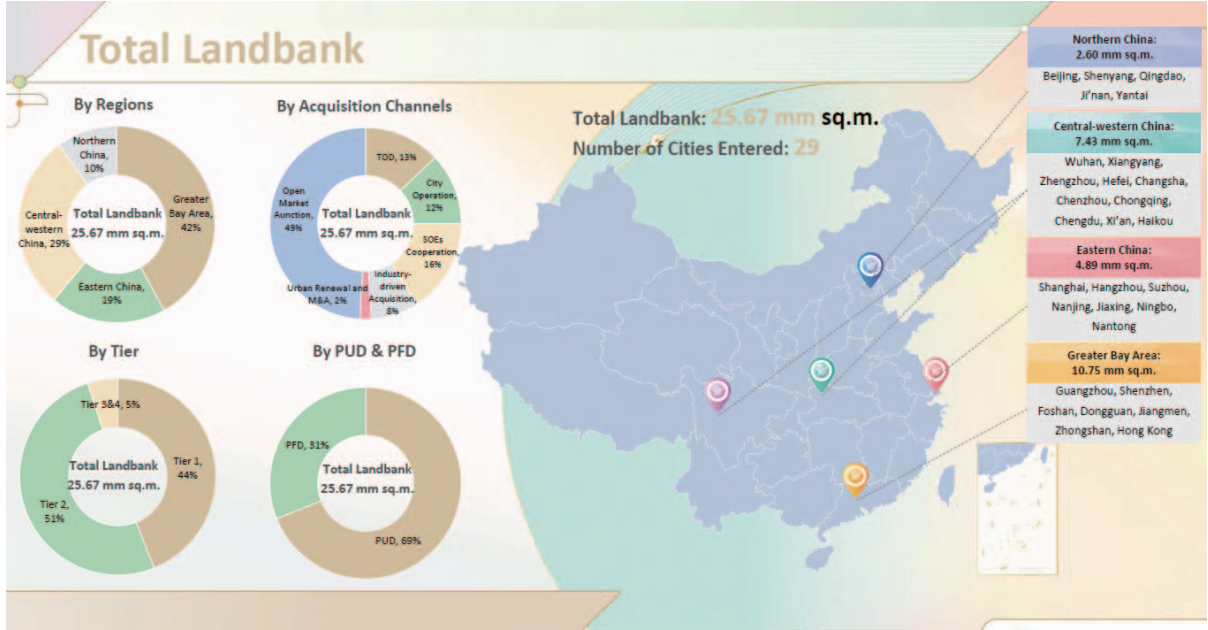 Total Landbank
By Regions
Northern
China,
10%
Greater
Bay Area,
42%
Central-
western
China, 29%
Eastern China,
19%
Total Landbank
25.67 mm sq.m.
By Acquisition Channels
TOD, 13%
City
Operation,
12%
SOEs
Cooperation,
16%
Industry-
driven
Acquisition,
8%
Urban Renewal and
M&A, 2%
Open
Market
Aunction,
49%
Total Landbank
25.67 mm sq.m.
By Tier
Tier 3&4, 5%
Tier 1,
44%
Tier 2,
51%
Total Landbank
25.67 mm sq.m.
By PUD & PFD
PFD, 31%
PUD, 69%
Total Landbank
25.67 mm sq.m.
Total Landbank: 25.67 mm sq.m.
Number of Cities Entered: 29
Northern China:
2.60 mm sq.m.
Beijing, Shenyang, Qingdao,
Ji'nan, Yantai
Central-western China:
7.43 mm sq.m.
Wuhan, Xiangyang,
Zhengzhou, Hefei, Changsha,
Chenzhou, Chongqing,
Chengdu, Xi'an, Haikou
Eastern China:
4.89 mm sq.m.
Shanghai, Hangzhou, Suzhou,
Nanjing, Jiaxing, Ningbo,
Nantong
Greater Bay Area:
10.75 mm sq.m.
Guangzhou, Shenzhen,
Foshan, Dongguan, Jiangmen,
Zhongshan, Hong Kong